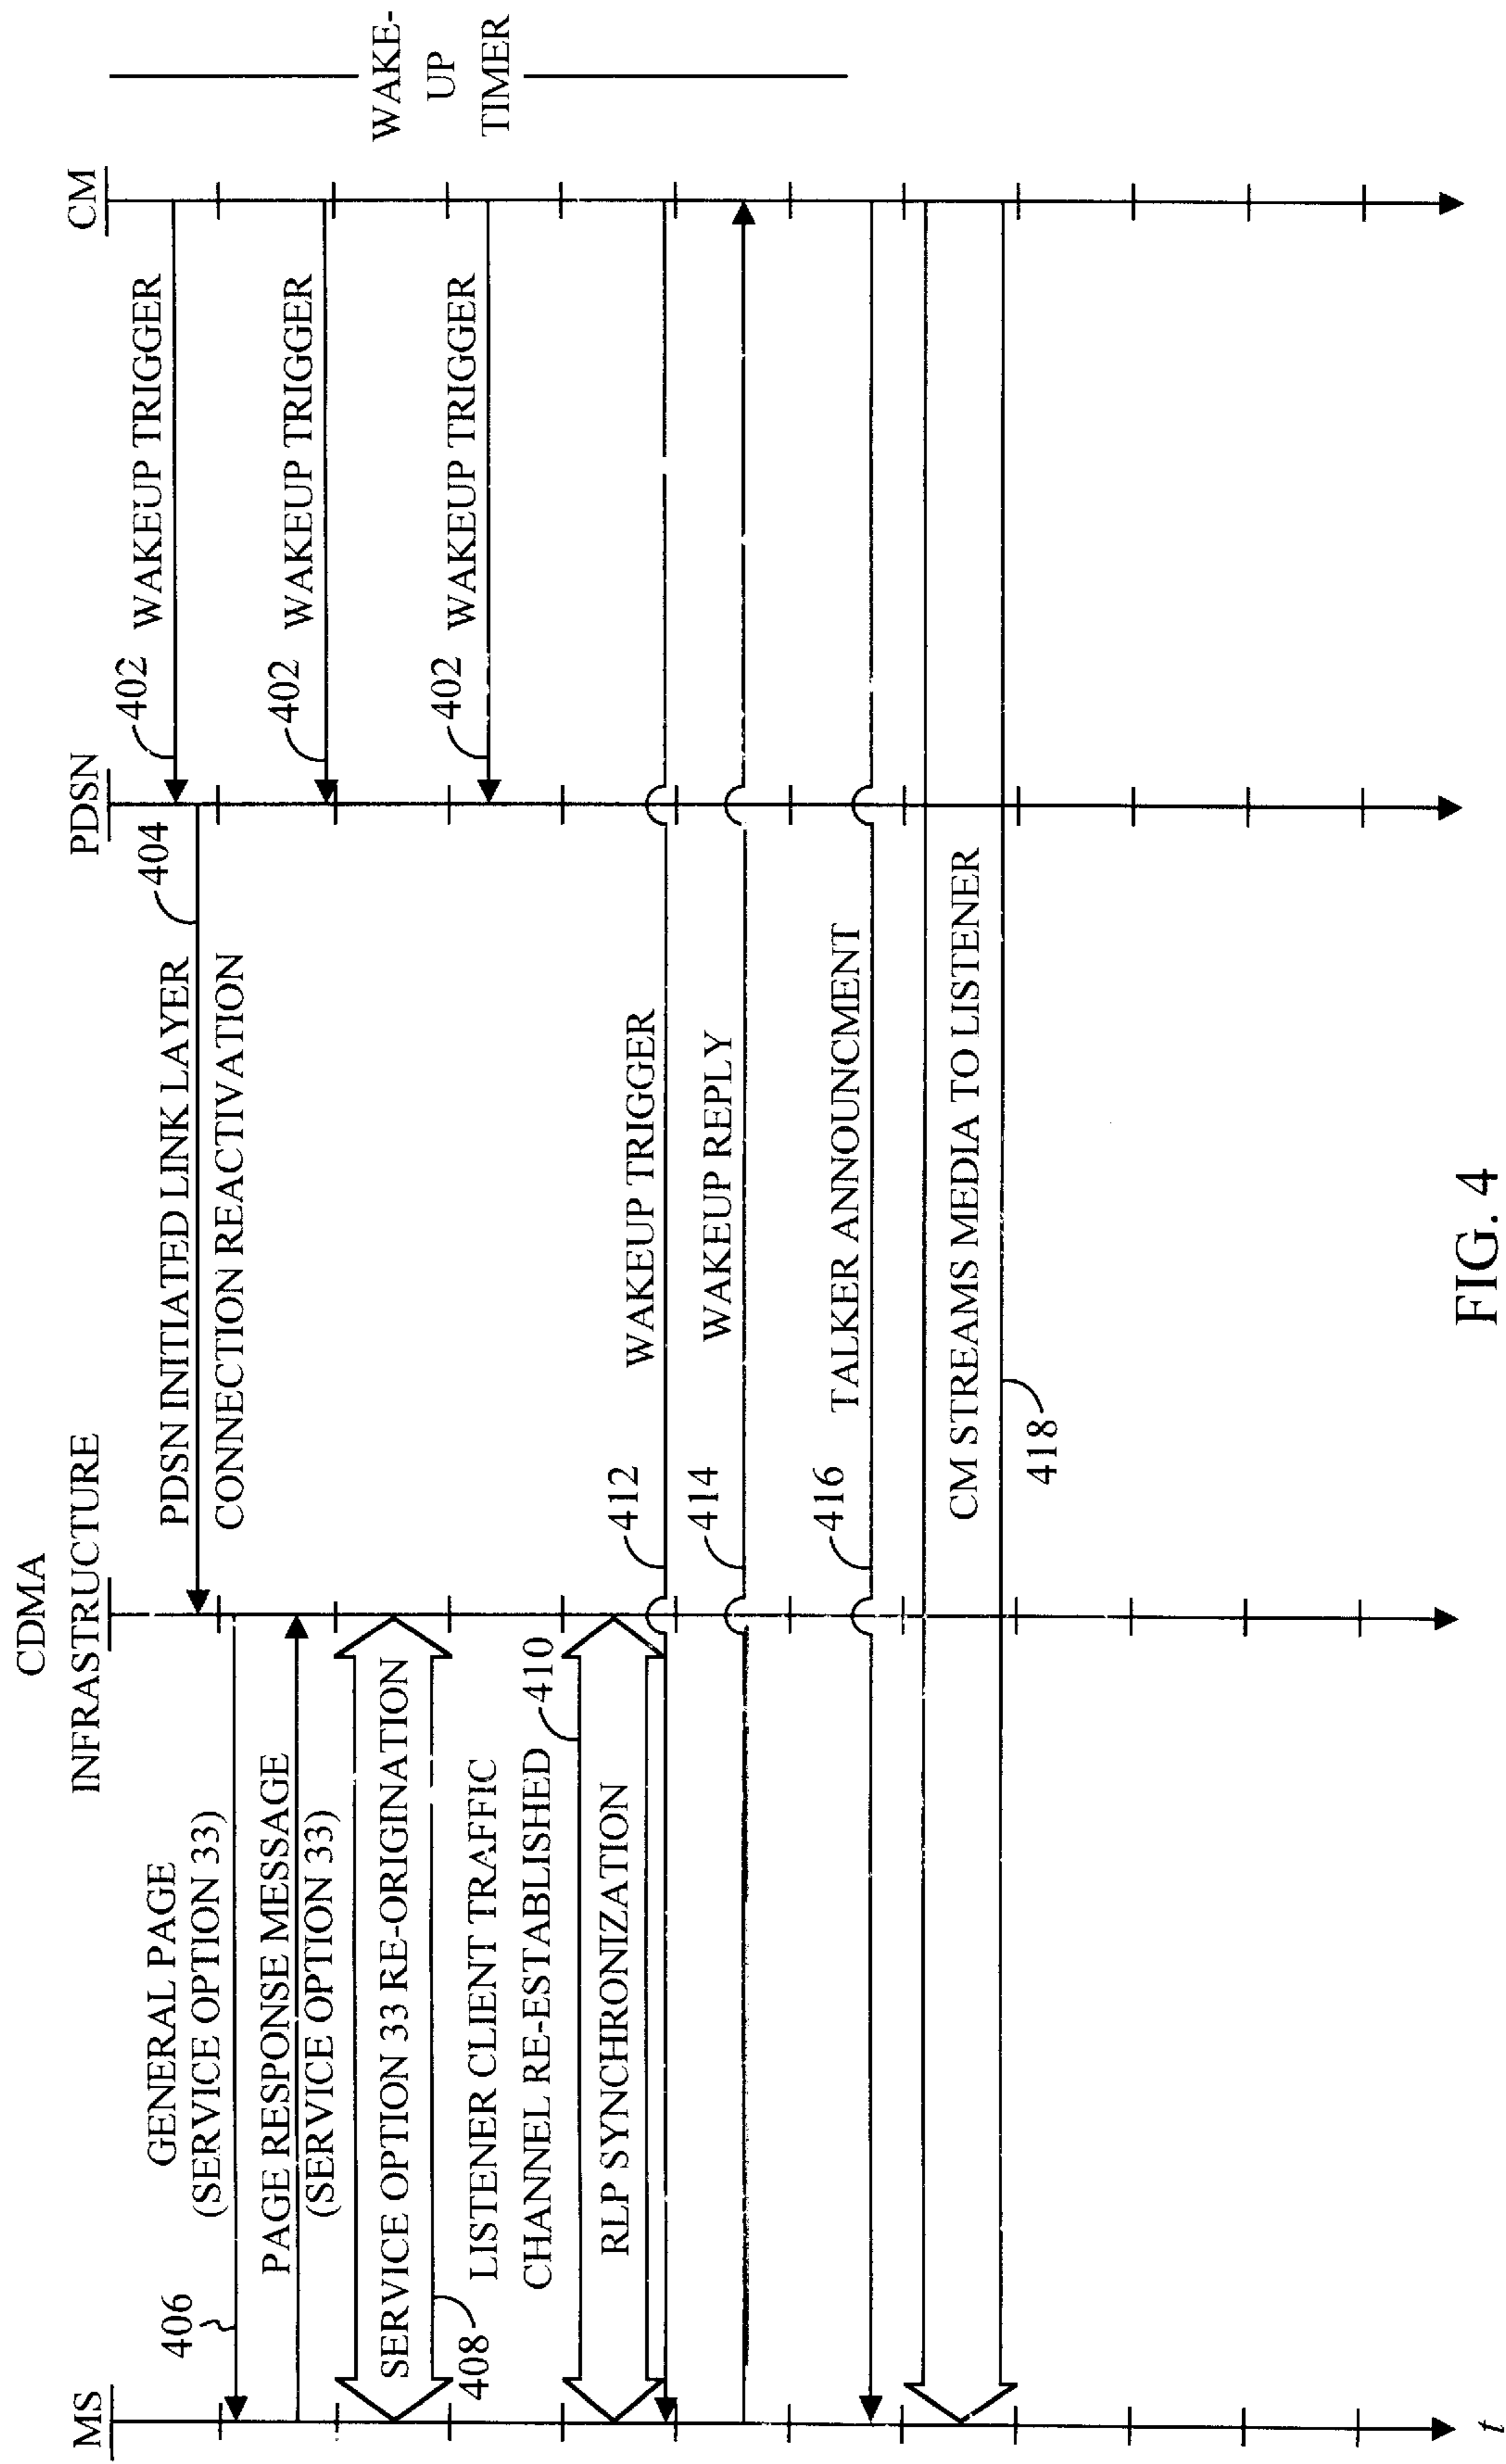 MS
CDMA
INFRASTRUCTURE
PDSN
CM
402
WAKEUP TRIGGER
404
PDSN INITIATED LINK LAYER
CONNECTION REACTIVATION
406
GENERAL PAGE
(SERVICE OPTION 33)
PAGE RESPONSE MESSAGE
(SERVICE OPTION 33)
402
WAKEUP TRIGGER
SERVICE OPTION 33 RE-ORIGINATION
408
402
WAKEUP TRIGGER
LISTENER CLIENT TRAFFIC
CHANNEL RE-ESTABLISHED
410
RLP SYNCHRONIZATION
412
WAKEUP TRIGGER
414
WAKEUP REPLY
416
TALKER ANNOUNCMENT
CM STREAMS MEDIA TO LISTENER
418
WAKE-
UP
TIMER
t
FIG. 4